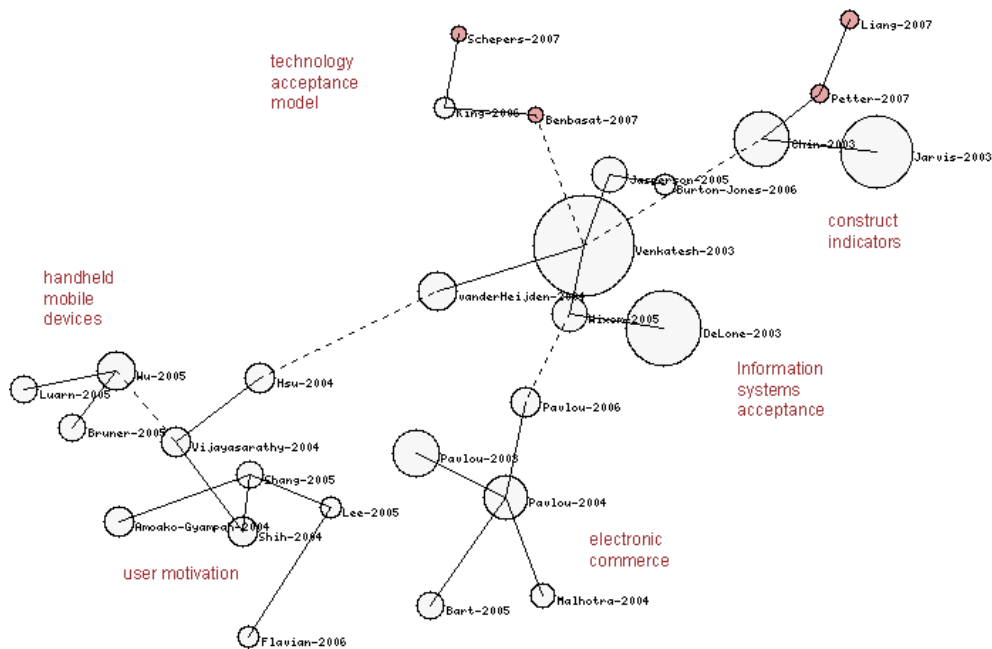 Liang-2007
Schepers-2007
technology
acceptance
model
Petter-2007
King-2006
Benbasat-2007
Chin-2003
Jarvis-2003
Jasperson-2005
Burton-Jones-2006
construct
indicators
Venkatesh-2003
handheld
mobile
devices
vanderHeijden-2004
Wixom-2005
DeLone-2003
Information
systems
acceptance
Wu-2005
Hsu-2004
Luarn-2005
Pavlou-2006
Bruner-2005
Vijayasarathy-2004
Pavlou-2003
Shang-2005
Pavlou-2004
Lee-2005
Amoako-Gyampah-2004
Shih-2004
electronic
commerce
user motivation
Bart-2005
Malhotra-2004
Flavian-2006